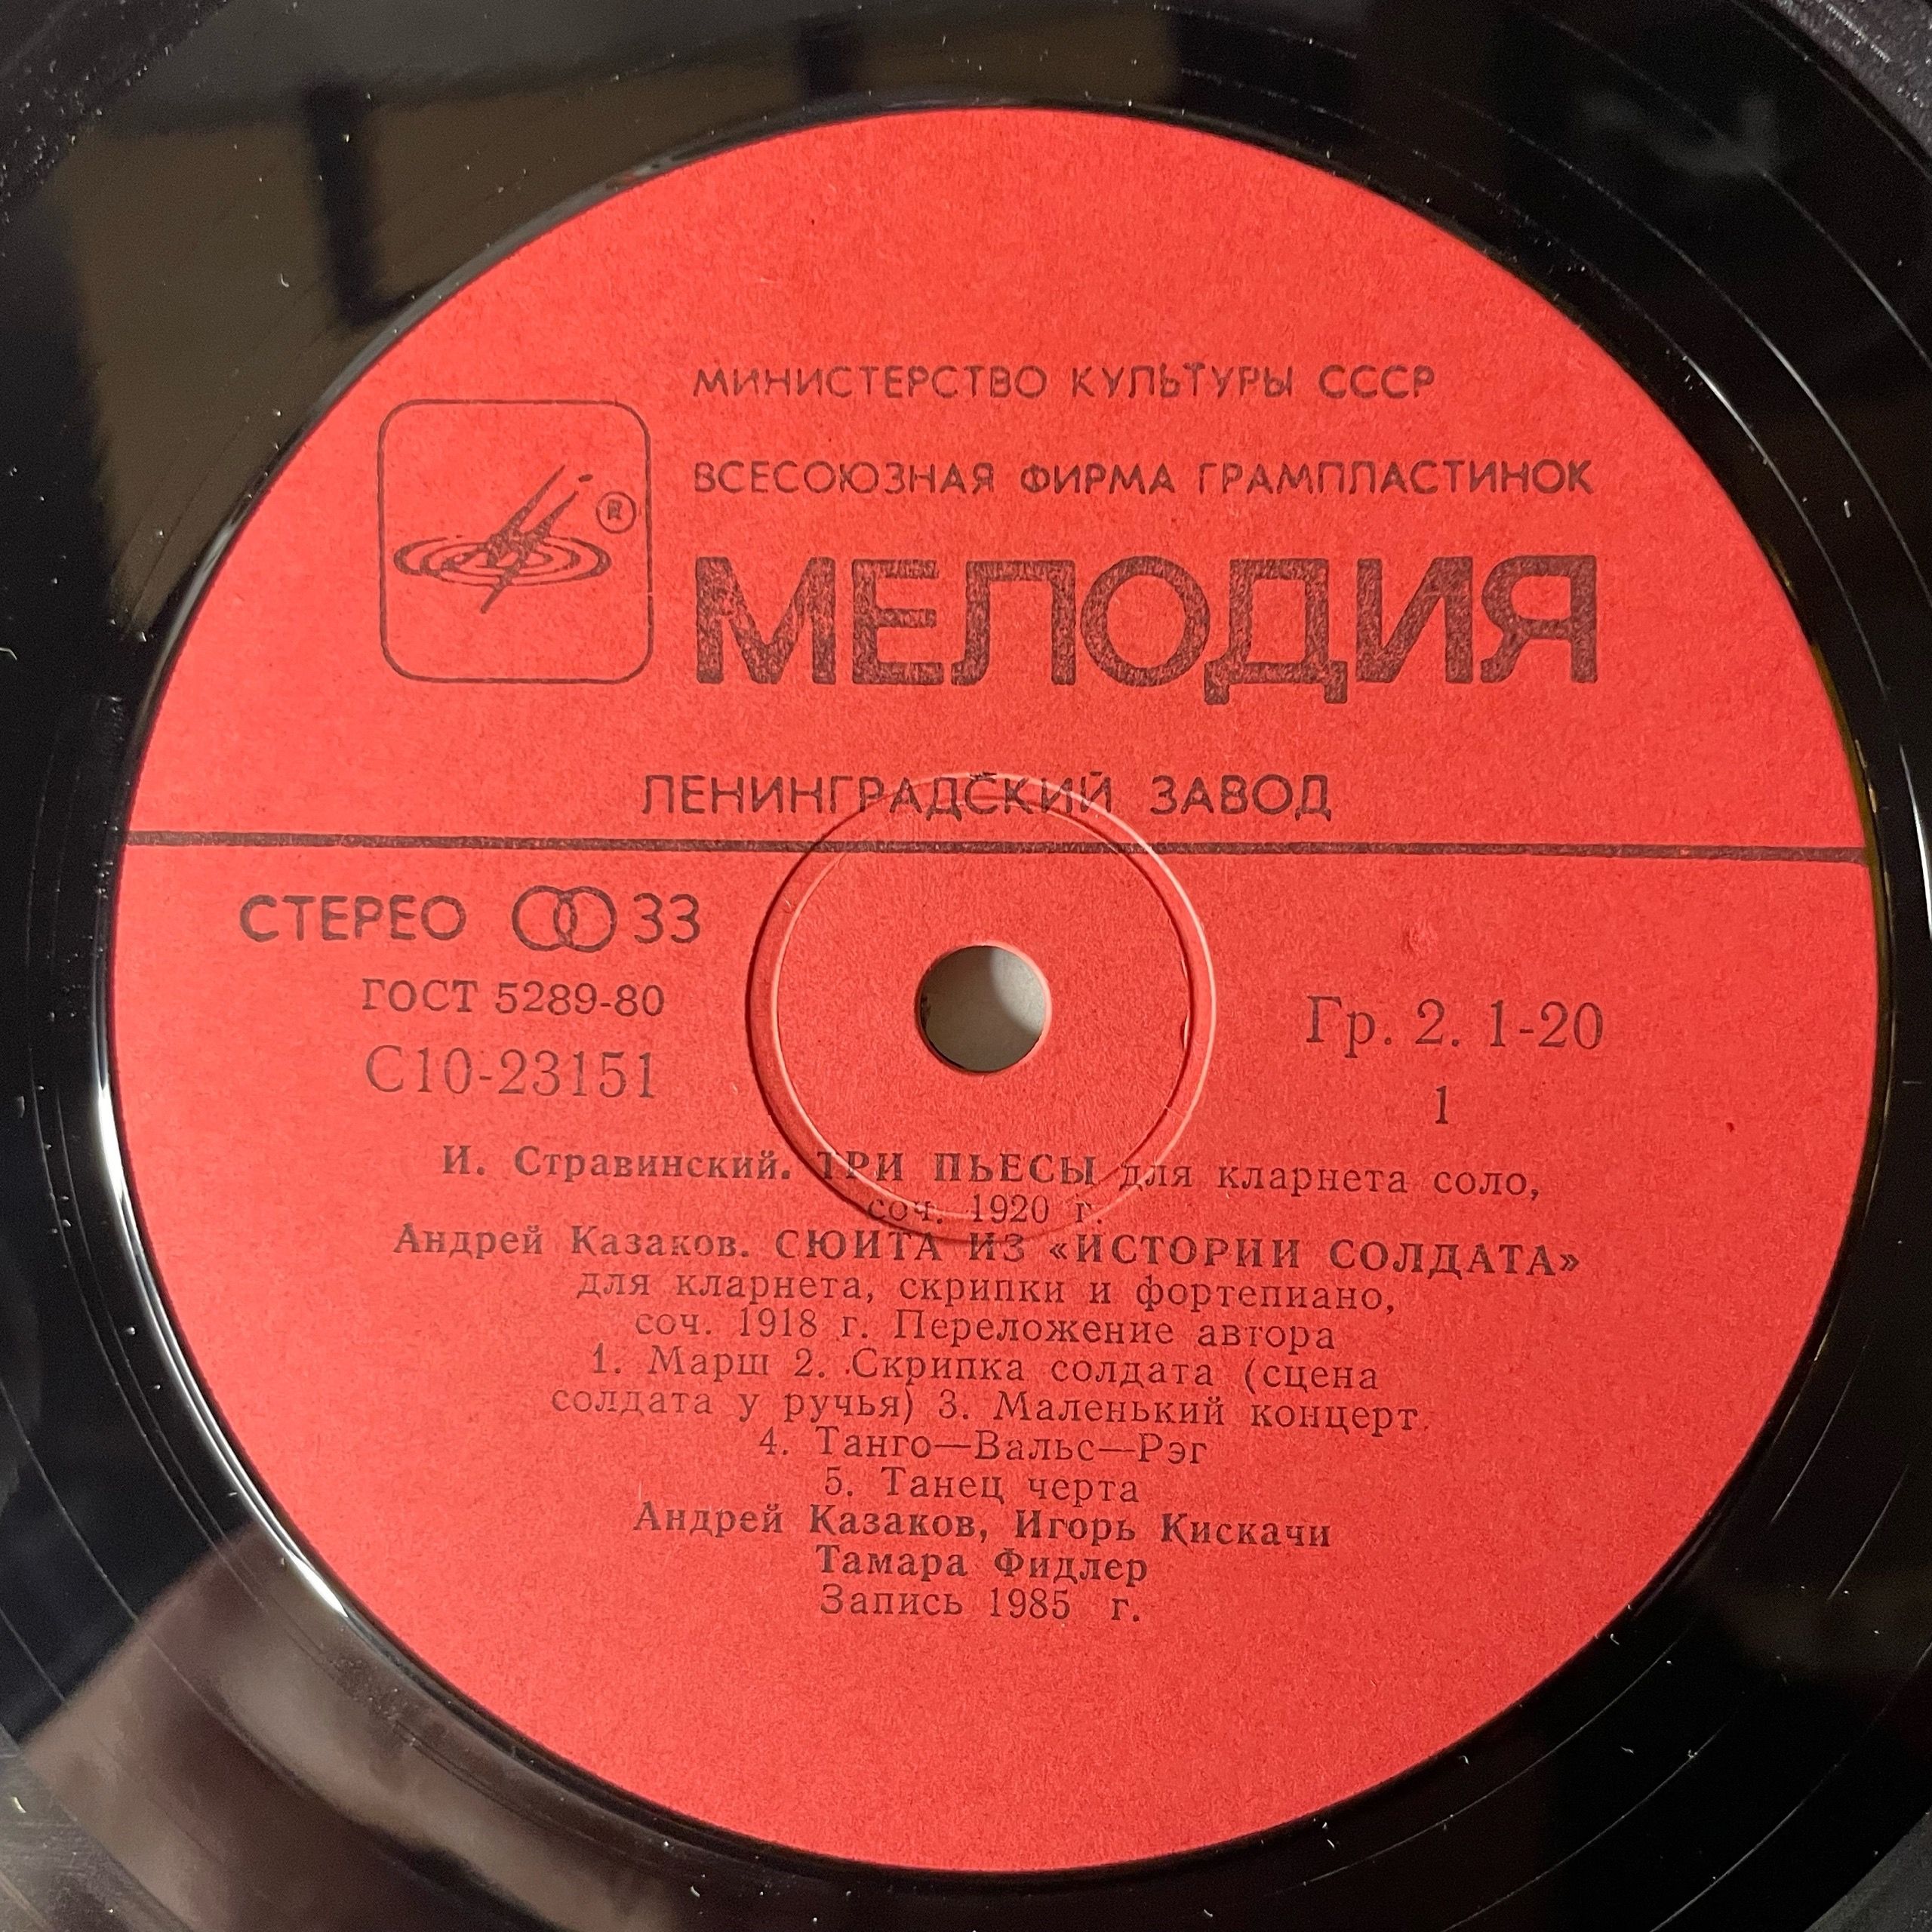 МИНИСТЕРСТВО КУЛЬТУРЫ СССР
ВСЕСОЮЗНАЯ ФИРМА ГРАМПЛАСТИНОК
®
МЕЛОДИЯ
ЛЕНИНГРАДСКИЙ ЗАВОД
СТЕРЕО 33
ГОСТ 5289-80
С10-23151
Гр. 2. 1-20
1
И. Стравинский. ТРИ ПЬЕСЫ для кларнета соло,
соч. 1920 г.
Андрей Казаков. СЮИТА ИЗ «ИСТОРИИ СОЛДАТА»
для кларнета, скрипки и фортепиано,
соч. 1918 г. Переложение автора
1. Марш 2. Скрипка солдата (сцена
солдата у ручья) 3. Маленький концерт.
4. Танго—Вальс—Рэг
5. Танец черта
Андрей Казаков, Игорь Кискачи
Тамара Фидлер
Запись 1985 г.